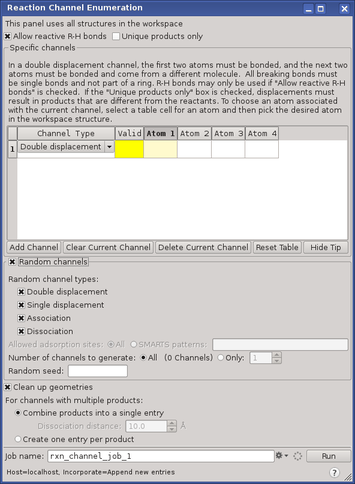 Reaction Channel Enumeration
This panel uses all structures in the workspace
Allow reactive R-H bonds Unique products only
Specific channels
In a double displacement channel, the first two atoms must be bonded, and the next two
atoms must be bonded and come from a different molecule. All breaking bonds must
be single bonds and not part of a ring. R-H bonds may only be used if "Allow reactive R-H
bonds" is checked. If the "Unique products only" box is checked, displacements must
result in products that are different from the reactants. To choose an atom associated
with the current channel, select a table cell for an atom and then pick the desired atom
in the workspace structure.
Channel Type Valid Atom 1 Atom 2 Atom 3 Atom 4
1 Double displacement
Add Channel Clear Current Channel Delete Current Channel Reset Table Hide Tip
Random channels
Random channel types:
Double displacement
Single displacement
Association
Dissociation
Allowed adsorption sites: All SMARTS patterns:
Number of channels to generate: All (0 Channels) Only: 1
Random seed:
Clean up geometries
For channels with multiple products:
Combine products into a single entry
Dissociation distance: 10.0 Å
Create one entry per product
Job name: rxn_channel_job_1 Run
Host=localhost, Incorporate=Append new entries
?